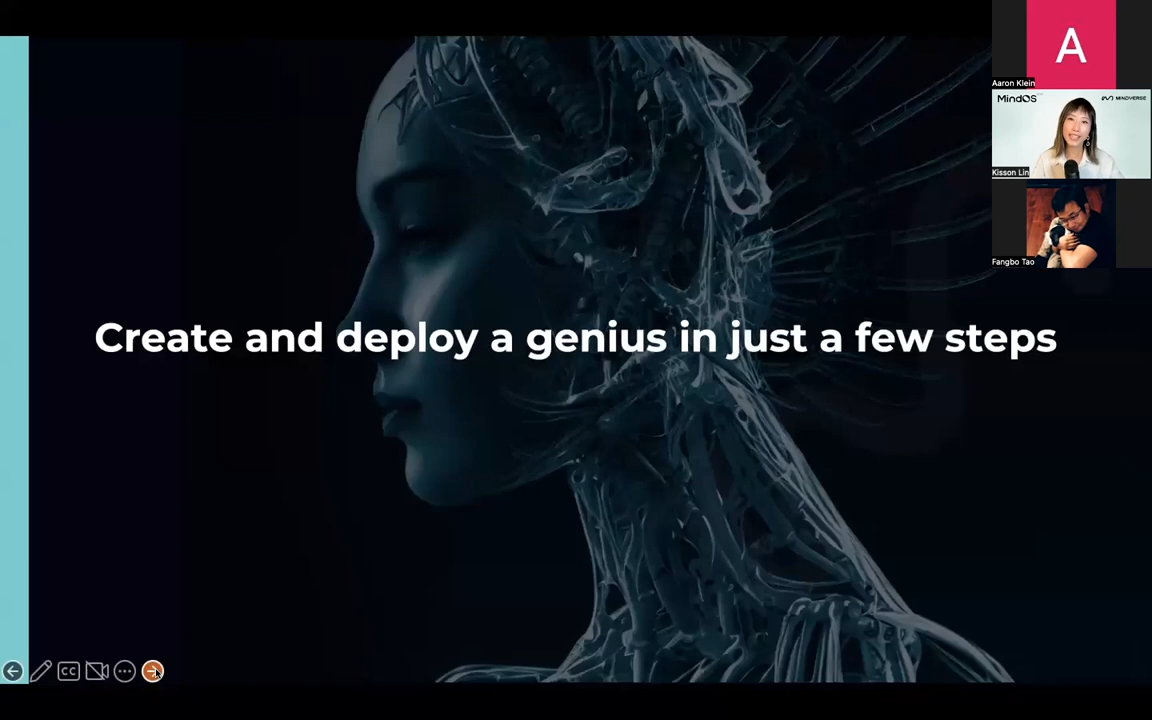 A
Aaron Klein
MindOS
MINDVERSE
Kisson Lin
Fangbo Tao
Create and deploy a genius in just a few steps
CC